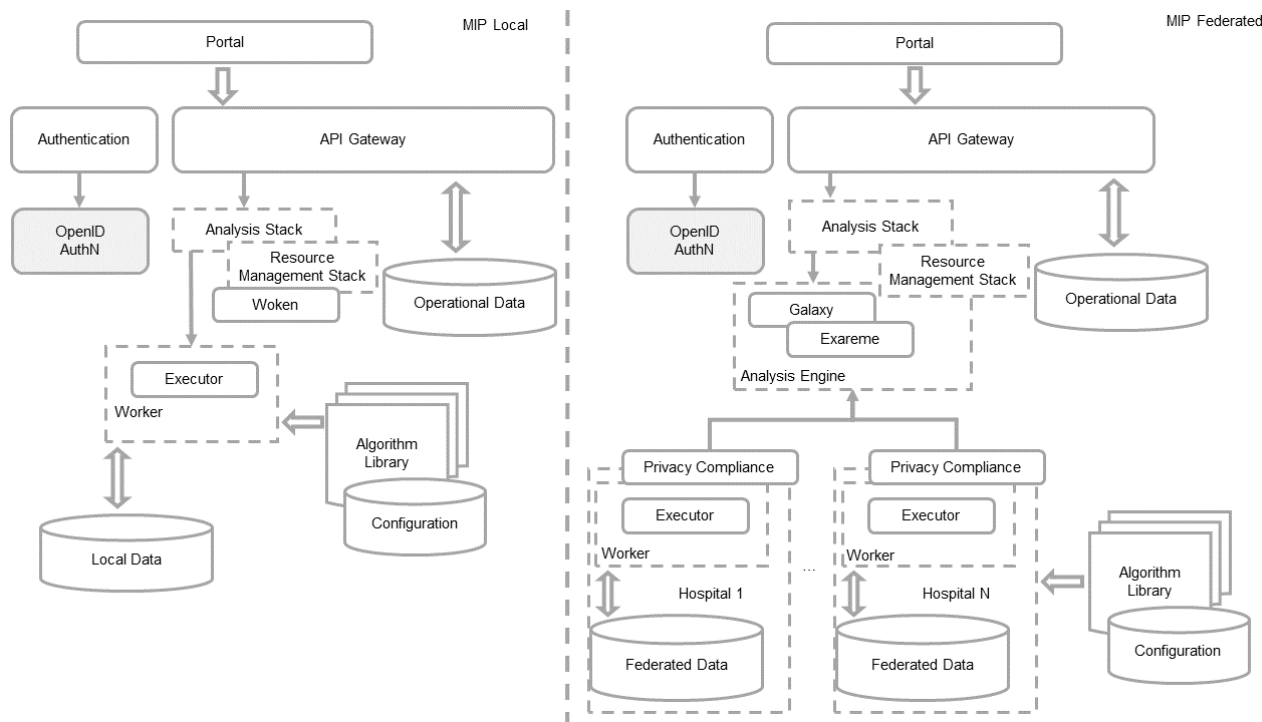 MIP Local
Portal
Authentication
API Gateway
OpenID
AuthN
Analysis Stack
Resource
Management Stack
Woken
Operational Data
Executor
Worker
Algorithm
Library
Configuration
Local Data
MIP Federated
Portal
Authentication
API Gateway
OpenID
AuthN
Analysis Stack
Resource
Management Stack
Operational Data
Galaxy
Exareme
Analysis Engine
Privacy Compliance
Executor
Worker
Hospital 1
Federated Data
...
Privacy Compliance
Executor
Worker
Hospital N
Federated Data
Algorithm
Library
Configuration